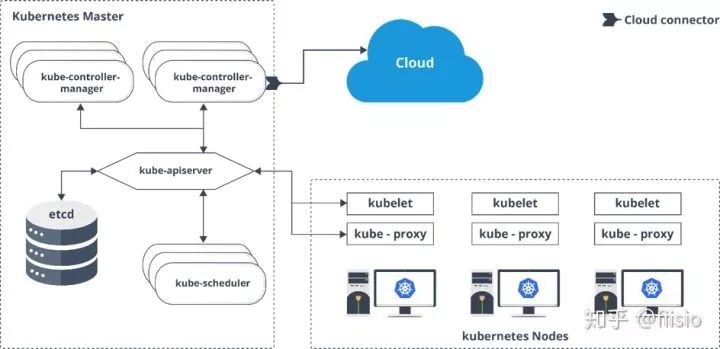 Kubernetes Master
Cloud connector
kube-controller-
manager
kube-controller-
manager
Cloud
kube-apiserver
etcd
kube-scheduler
kubelet
kubelet
kubelet
kube - proxy
kube - proxy
kube - proxy
kubernetes Nodes
知乎 @fiisio